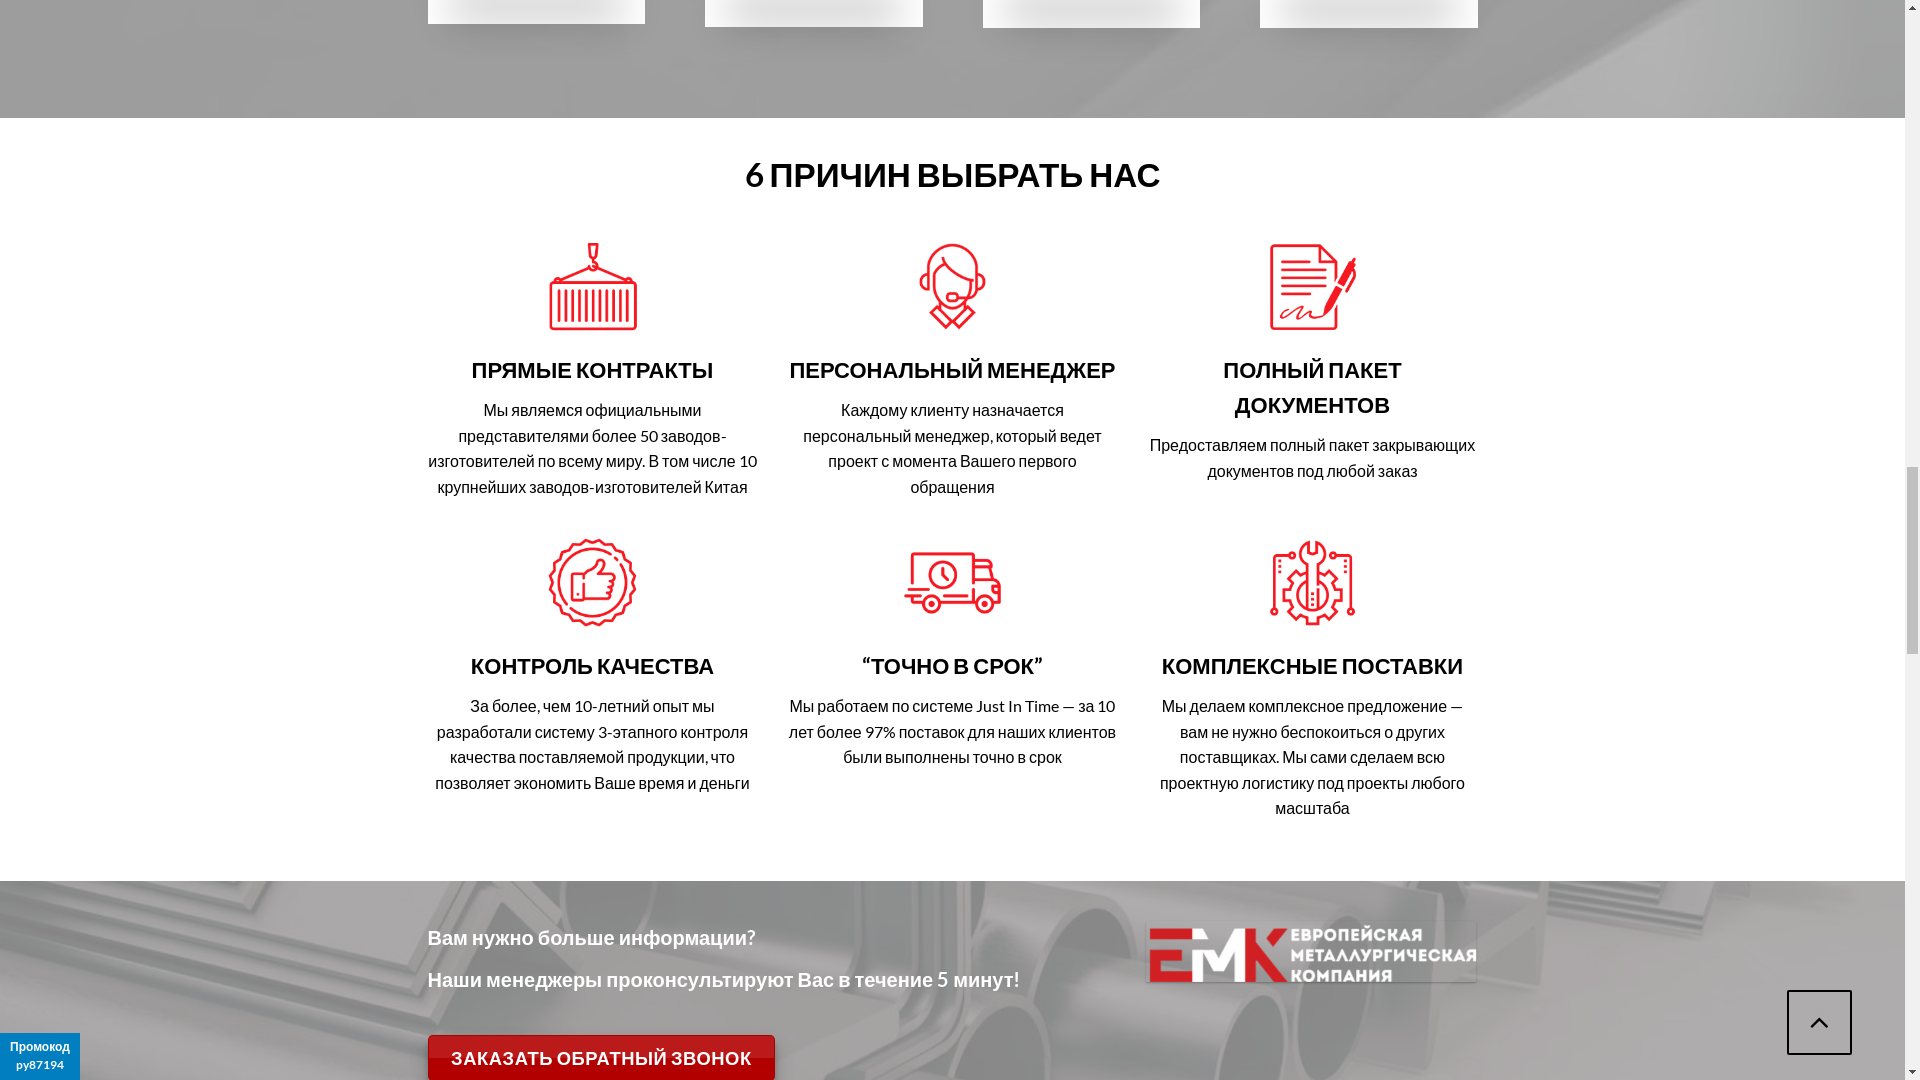 6 ПРИЧИН ВЫБРАТЬ НАС
ПРЯМЫЕ КОНТРАКТЫ
Мы являемся официальными
представителями более 50 заводов-
изготовителей по всему миру. В том числе 10
крупнейших заводов-изготовителей Китая
ПЕРСОНАЛЬНЫЙ МЕНЕДЖЕР
Каждому клиенту назначается
персональный менеджер, который ведет
проект с момента Вашего первого
обращения
ПОЛНЫЙ ПАКЕТ
ДОКУМЕНТОВ
Предоставляем полный пакет закрывающих
документов под любой заказ
КОНТРОЛЬ КАЧЕСТВА
За более, чем 10-летний опыт мы
разработали систему 3-этапного контроля
качества поставляемой продукции, что
позволяет экономить Ваше время и деньги
“ТОЧНО В СРОК”
Мы работаем по системе Just In Time — за 10
лет более 97% поставок для наших клиентов
были выполнены точно в срок
КОМПЛЕКСНЫЕ ПОСТАВКИ
Мы делаем комплексное предложение —
вам не нужно беспокоиться о других
поставщиках. Мы сами сделаем всю
проектную логистику под проекты любого
масштаба
Вам нужно больше информации?
Наши менеджеры проконсультируют Вас в течение 5 минут!
ЗАКАЗАТЬ ОБРАТНЫЙ ЗВОНОК
ЕМК
ЕВРОПЕЙСКАЯ
МЕТАЛЛУРГИЧЕСКАЯ
КОМПАНИЯ
Промокод
py87194